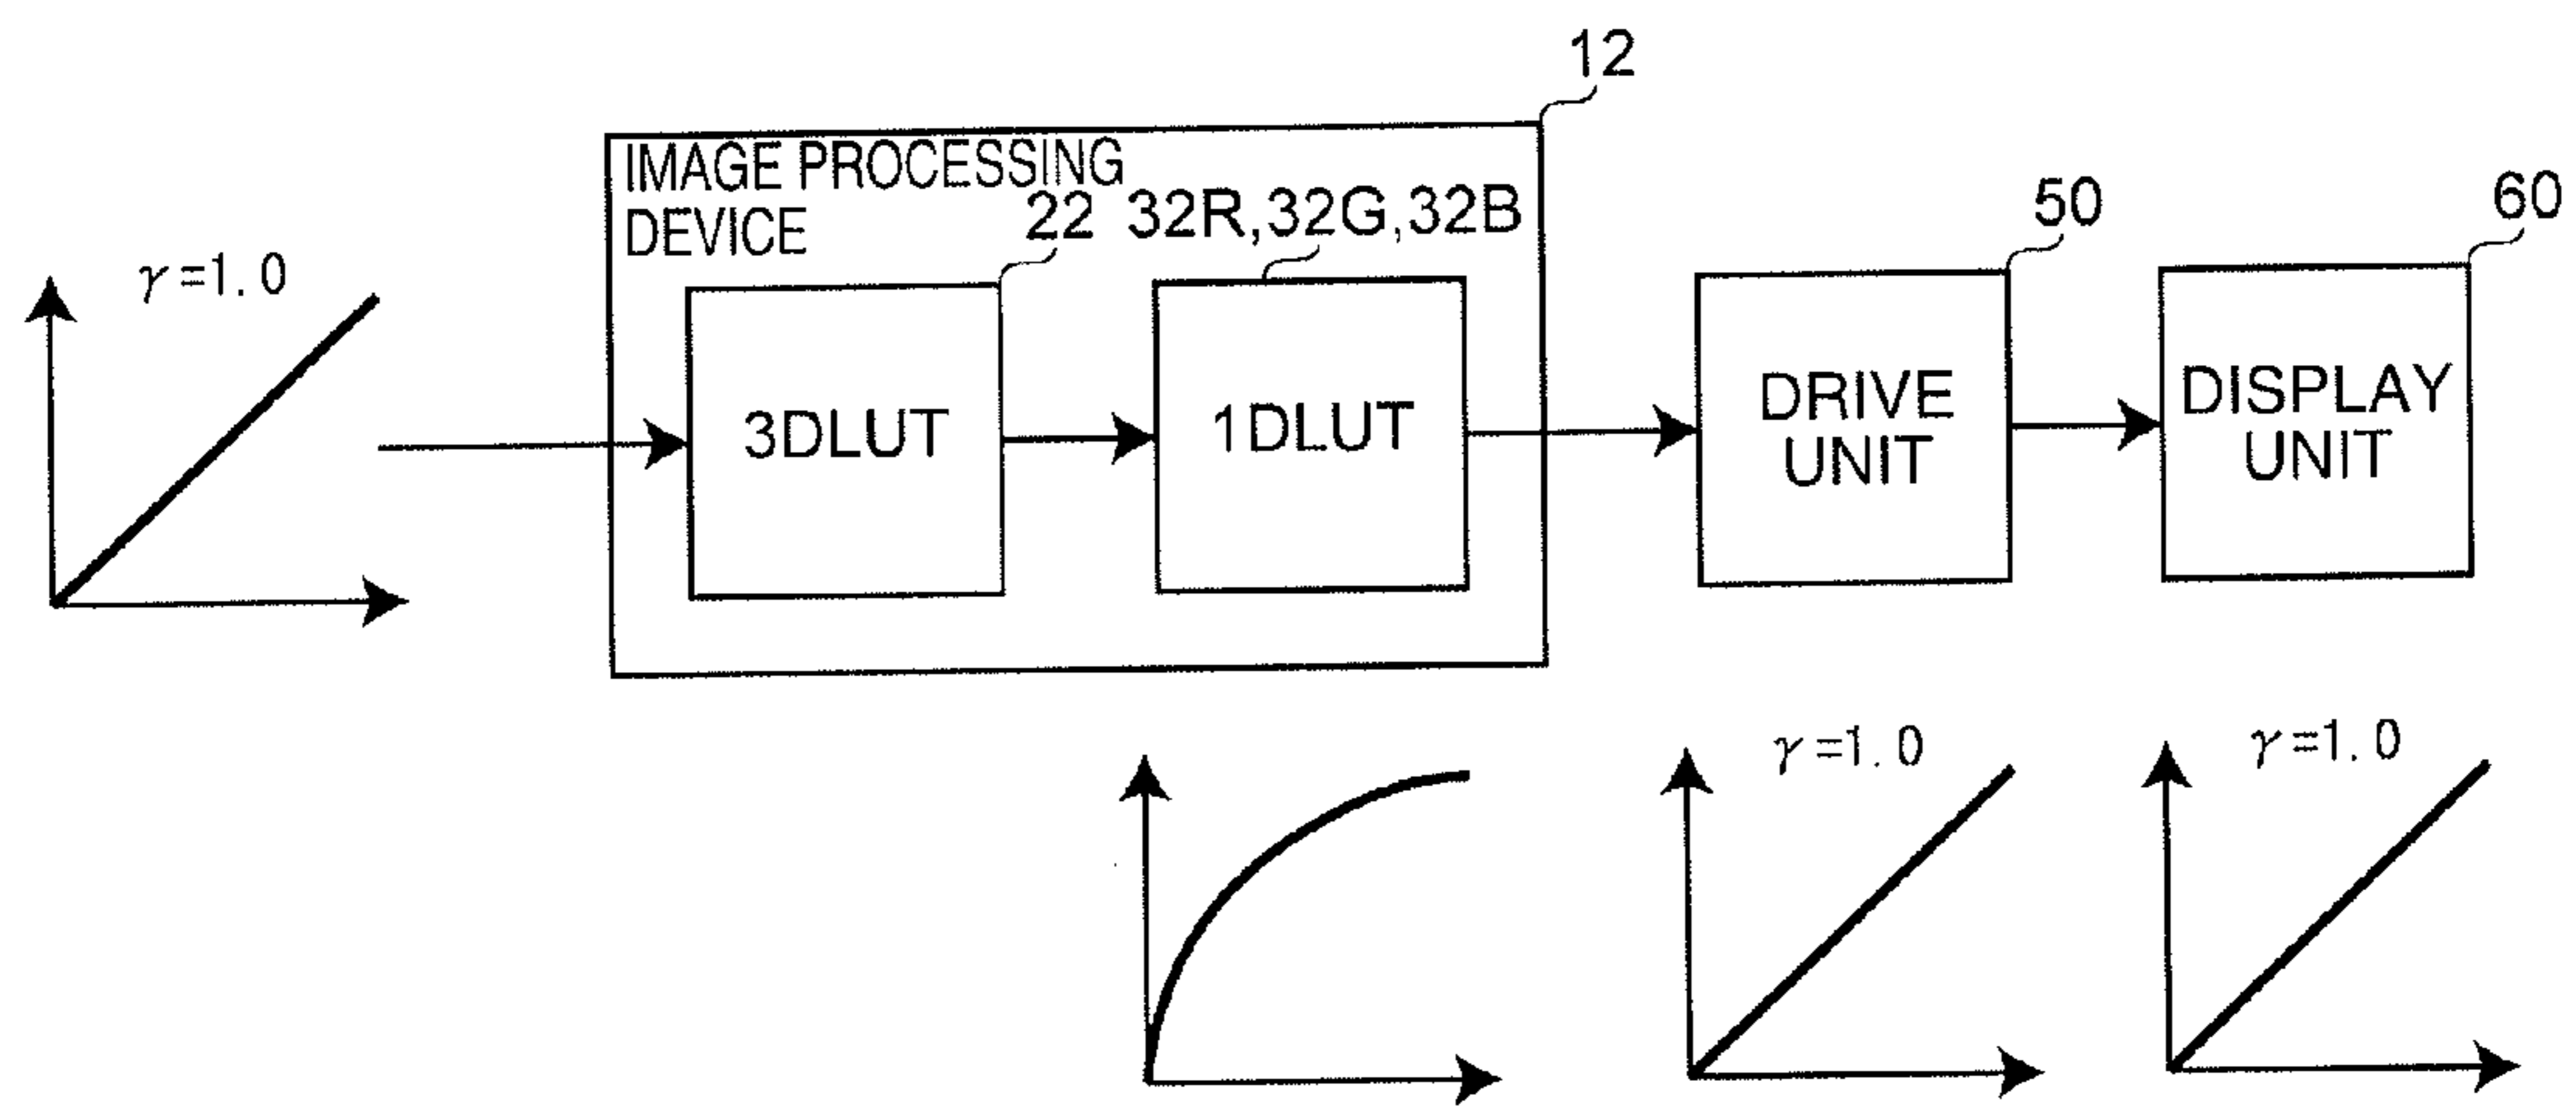 12
IMAGE PROCESSING
DEVICE
22
32R,32G,32B
50
60
γ=1.0
3DLUT
1DLUT
DRIVE
UNIT
DISPLAY
UNIT
γ=1.0
γ=1.0